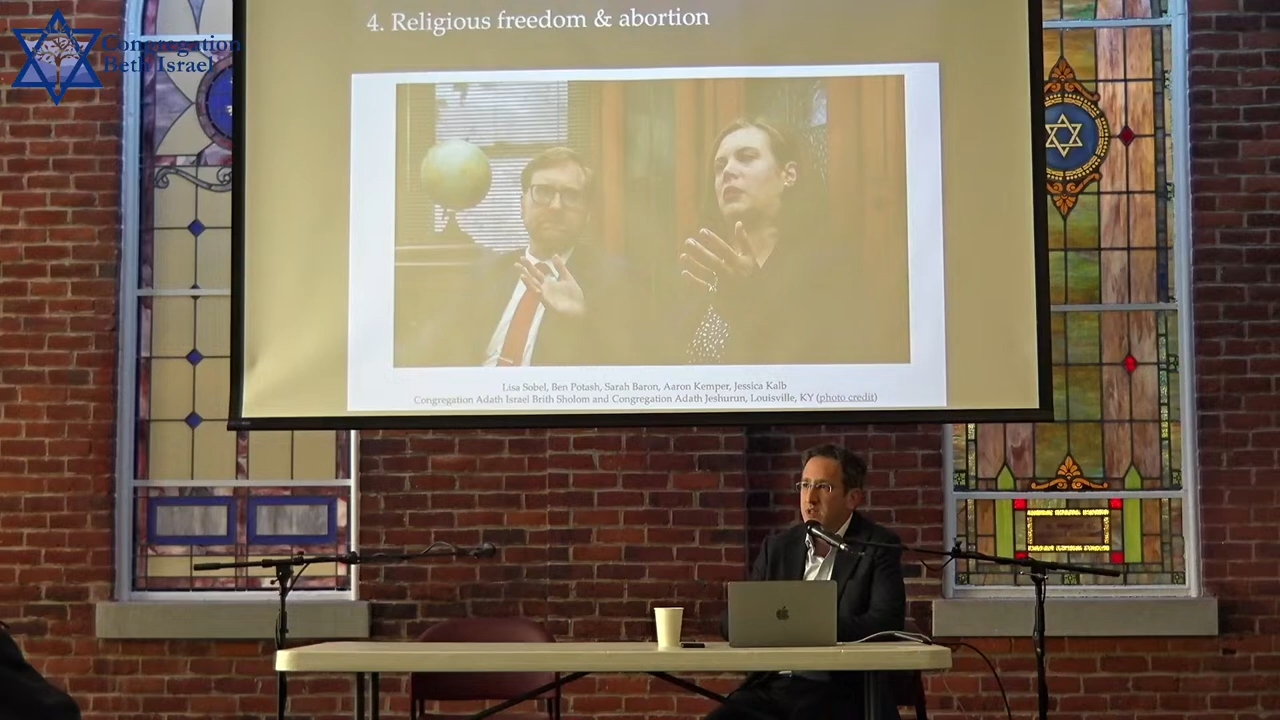 Congregation
Beth Israel
4. Religious freedom & abortion
Lisa Sobel, Ben Potash, Sarah Baron, Aaron Kemper, Jessica Kalb
Congregation Adath Israel Brith Sholom and Congregation Adath Jeshurun, Louisville, KY (photo credit)